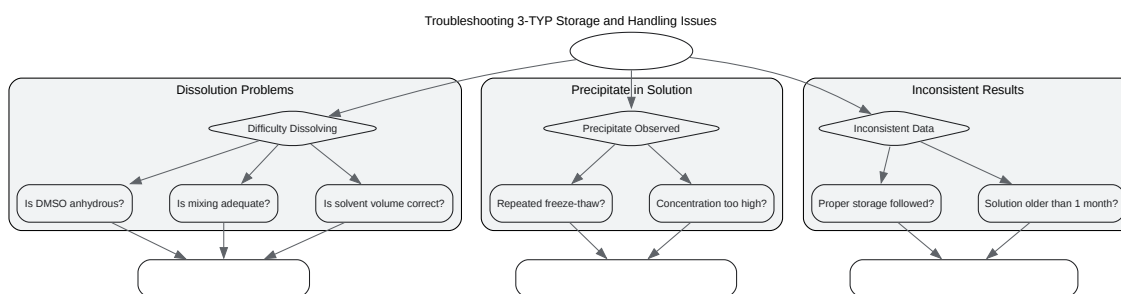 Troubleshooting 3-TYP Storage and Handling Issues
Dissolution Problems
Difficulty Dissolving
Is DMSO anhydrous?
Is mixing adequate?
Is solvent volume correct?
Precipitate in Solution
Precipitate Observed
Repeated freeze-thaw?
Concentration too high?
Inconsistent Results
Inconsistent Data
Proper storage followed?
Solution older than 1 month?